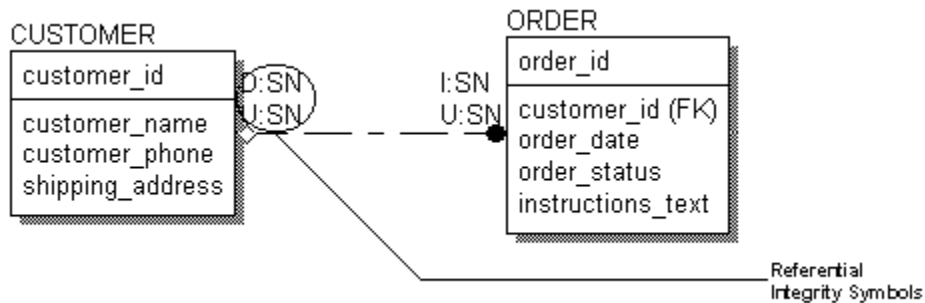 CUSTOMER
customer_id
customer_name
customer_phone
shipping_address
D:SN
U:SN
I:SN
U:SN
ORDER
order_id
customer_id (FK)
order_date
order_status
instructions_text
Referential
Integrity Symbols